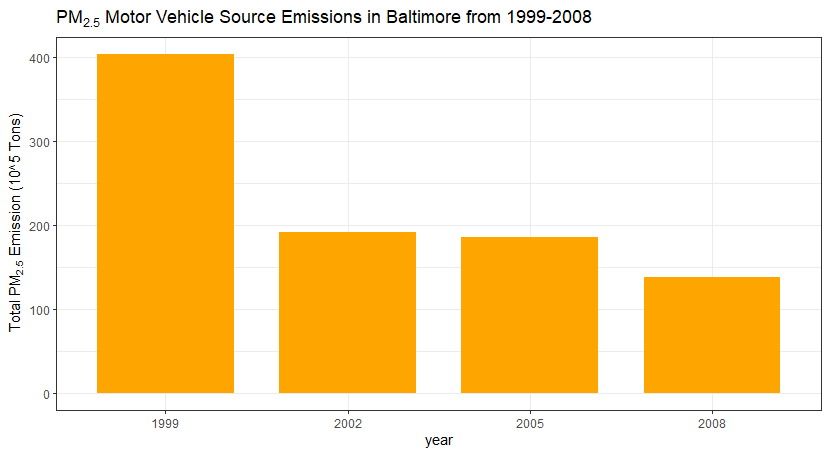 PM2.5 Motor Vehicle Source Emissions in Baltimore from 1999-2008
Total PM2.5 Emission (10^5 Tons)
400
300
200
100
0
1999 2002 2005 2008
year